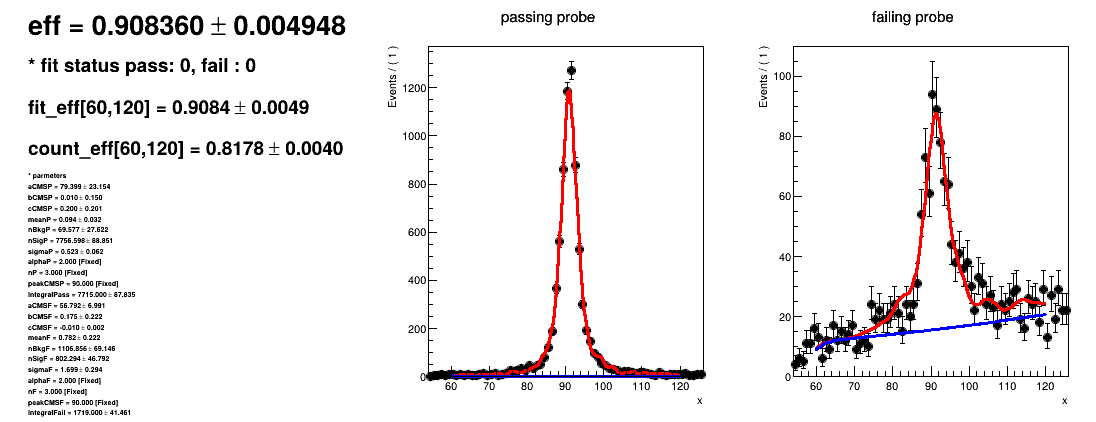 eff = 0.908360 ± 0.004948
* fit status pass: 0, fail : 0
fit_eff[60,120] = 0.9084 ± 0.0049
count_eff[60,120] = 0.8178 ± 0.0040
* parmeters
aCMSP = 79.399 ± 23.154
bCMSP = 0.010 ± 0.150
cCMSP = 0.200 ± 0.201
meanP = 0.094 ± 0.032
nBkgP = 69.577 ± 27.622
nSigP = 7756.598 ± 88.851
sigmaP = 0.523 ± 0.062
alphaP = 2.000 [Fixed]
nP = 3.000 [Fixed]
peakCMSP = 90.000 [Fixed]
IntegralPass = 7715.000 ± 87.835
aCMSF = 56.792 ± 6.991
bCMSF = 0.175 ± 0.222
cCMSF = -0.010 ± 0.002
meanF = 0.782 ± 0.222
nBkgF = 1106.856 ± 69.146
nSigF = 802.294 ± 46.792
sigmaF = 1.699 ± 0.294
alphaF = 2.000 [Fixed]
nF = 3.000 [Fixed]
peakCMSF = 90.000 [Fixed]
IntegralFail = 1719.000 ± 41.461
passing probe
Events / ( 1 )
1200
1000
800
600
400
200
0
60 70 80 90 100 110 120
x
failing probe
Events / ( 1 )
100
80
60
40
20
0
60 70 80 90 100 110 120
x